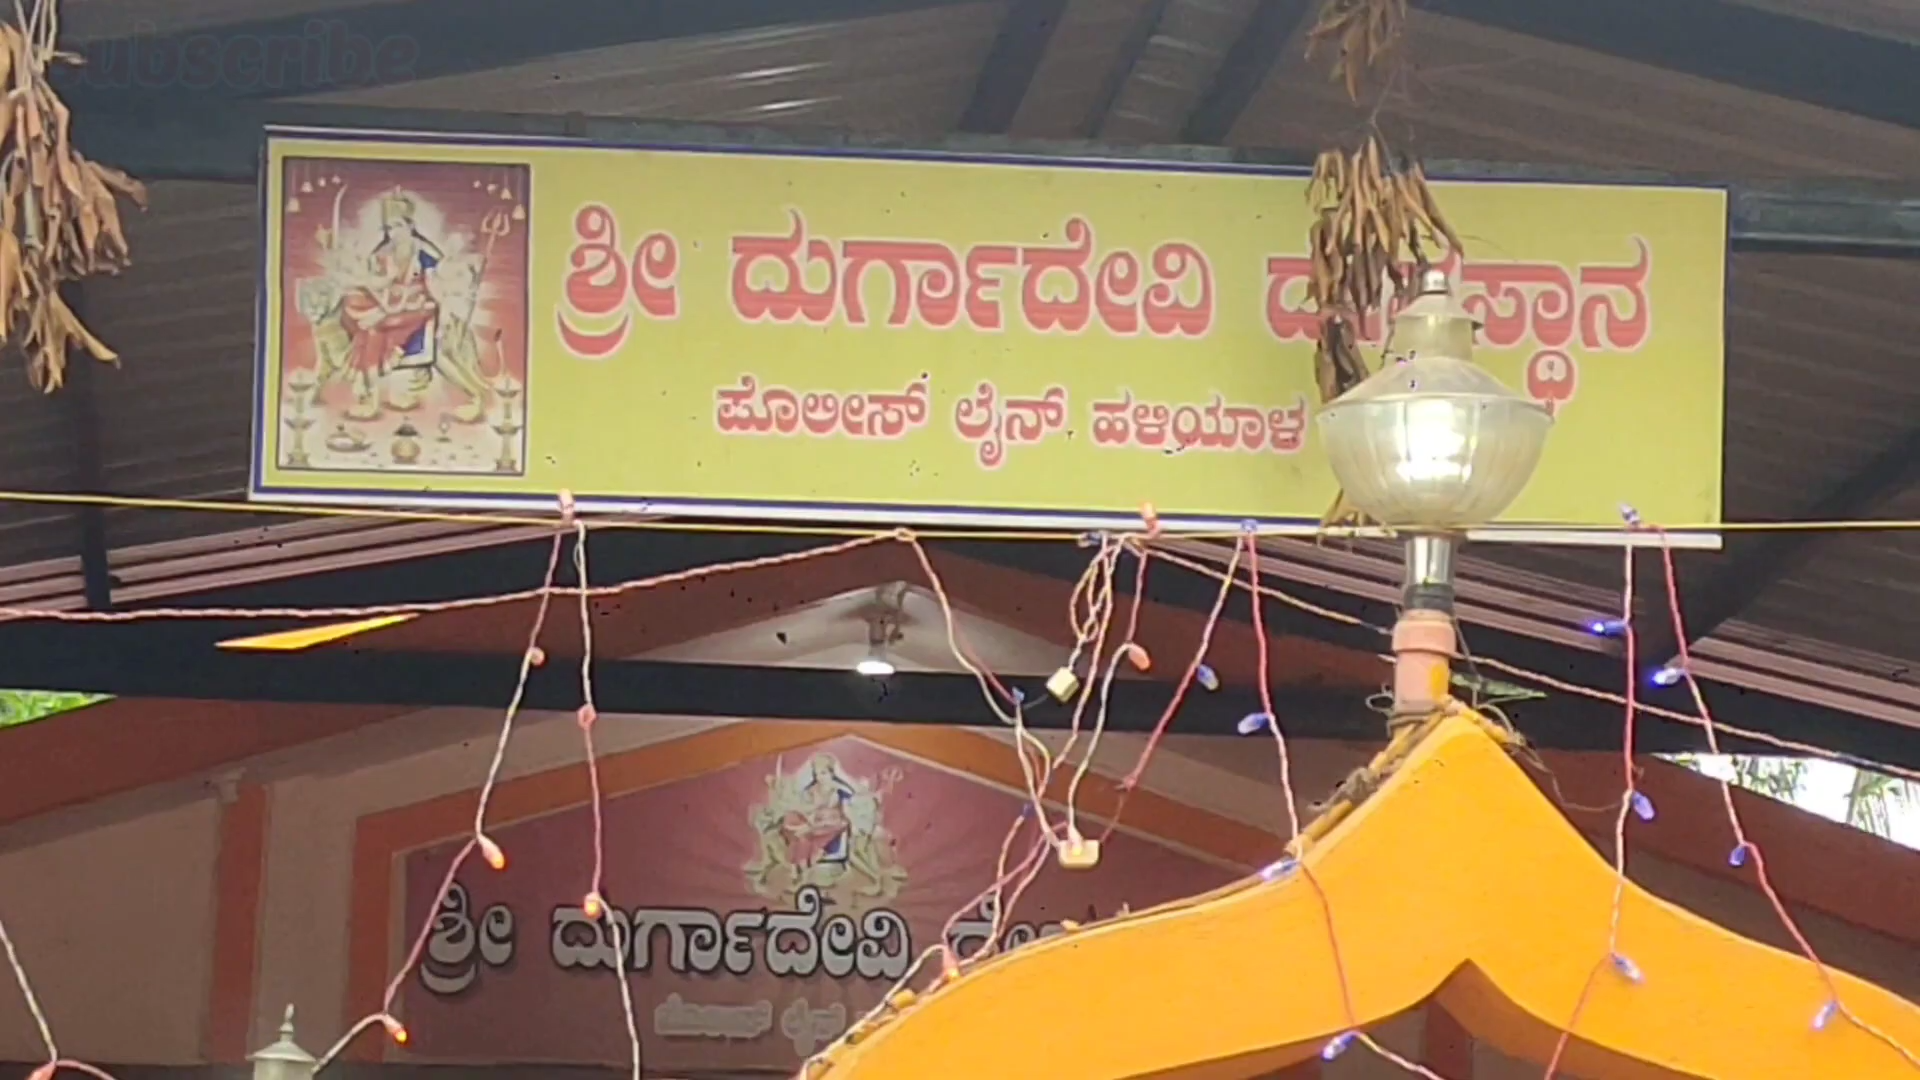 subscribe
ಶ್ರೀ ದುರ್ಗಾದೇವಿ
ಪೊಲೀಸ್ ಲೈನ್ ಹಳಿಯಾಳ
ಶ್ರೀ ದುರ್ಗಾದೇವಿ
ಪೊಲೀಸ್ ಲೈನ್